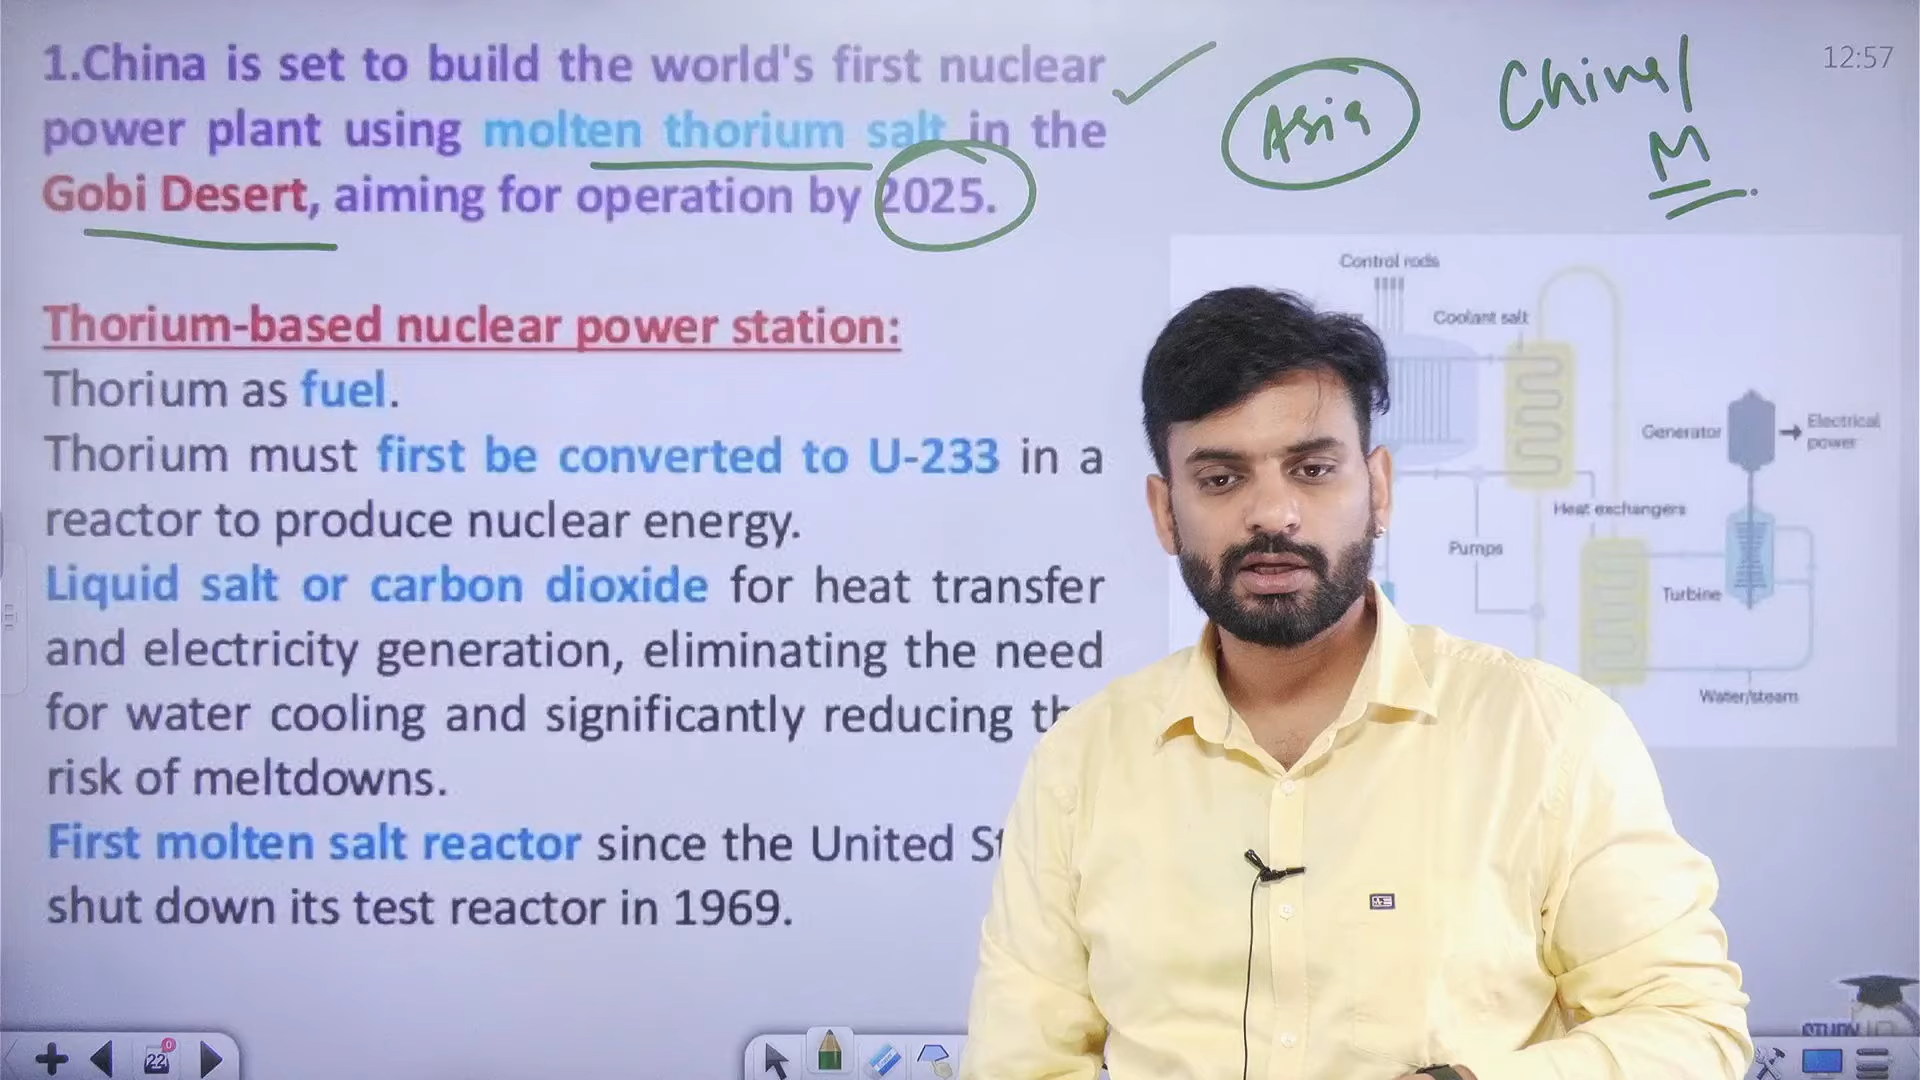 1.China is set to build the world's first nuclear
power plant using molten thorium salt in the
Gobi Desert, aiming for operation by 2025.
Asia
China/
M
12:57
Thorium-based nuclear power station:
Thorium as fuel.
Thorium must first be converted to U-233 in a
reactor to produce nuclear energy.
Liquid salt or carbon dioxide for heat transfer
and electricity generation, eliminating the need
for water cooling and significantly reducing
risk of meltdowns.
First molten salt reactor since the United
shut down its test reactor in 1969.
Control rods
Coolant salt
Generator
Electrical
power
Heat exchangers
Pumps
Turbine
Water/steam
22
0
STUDY